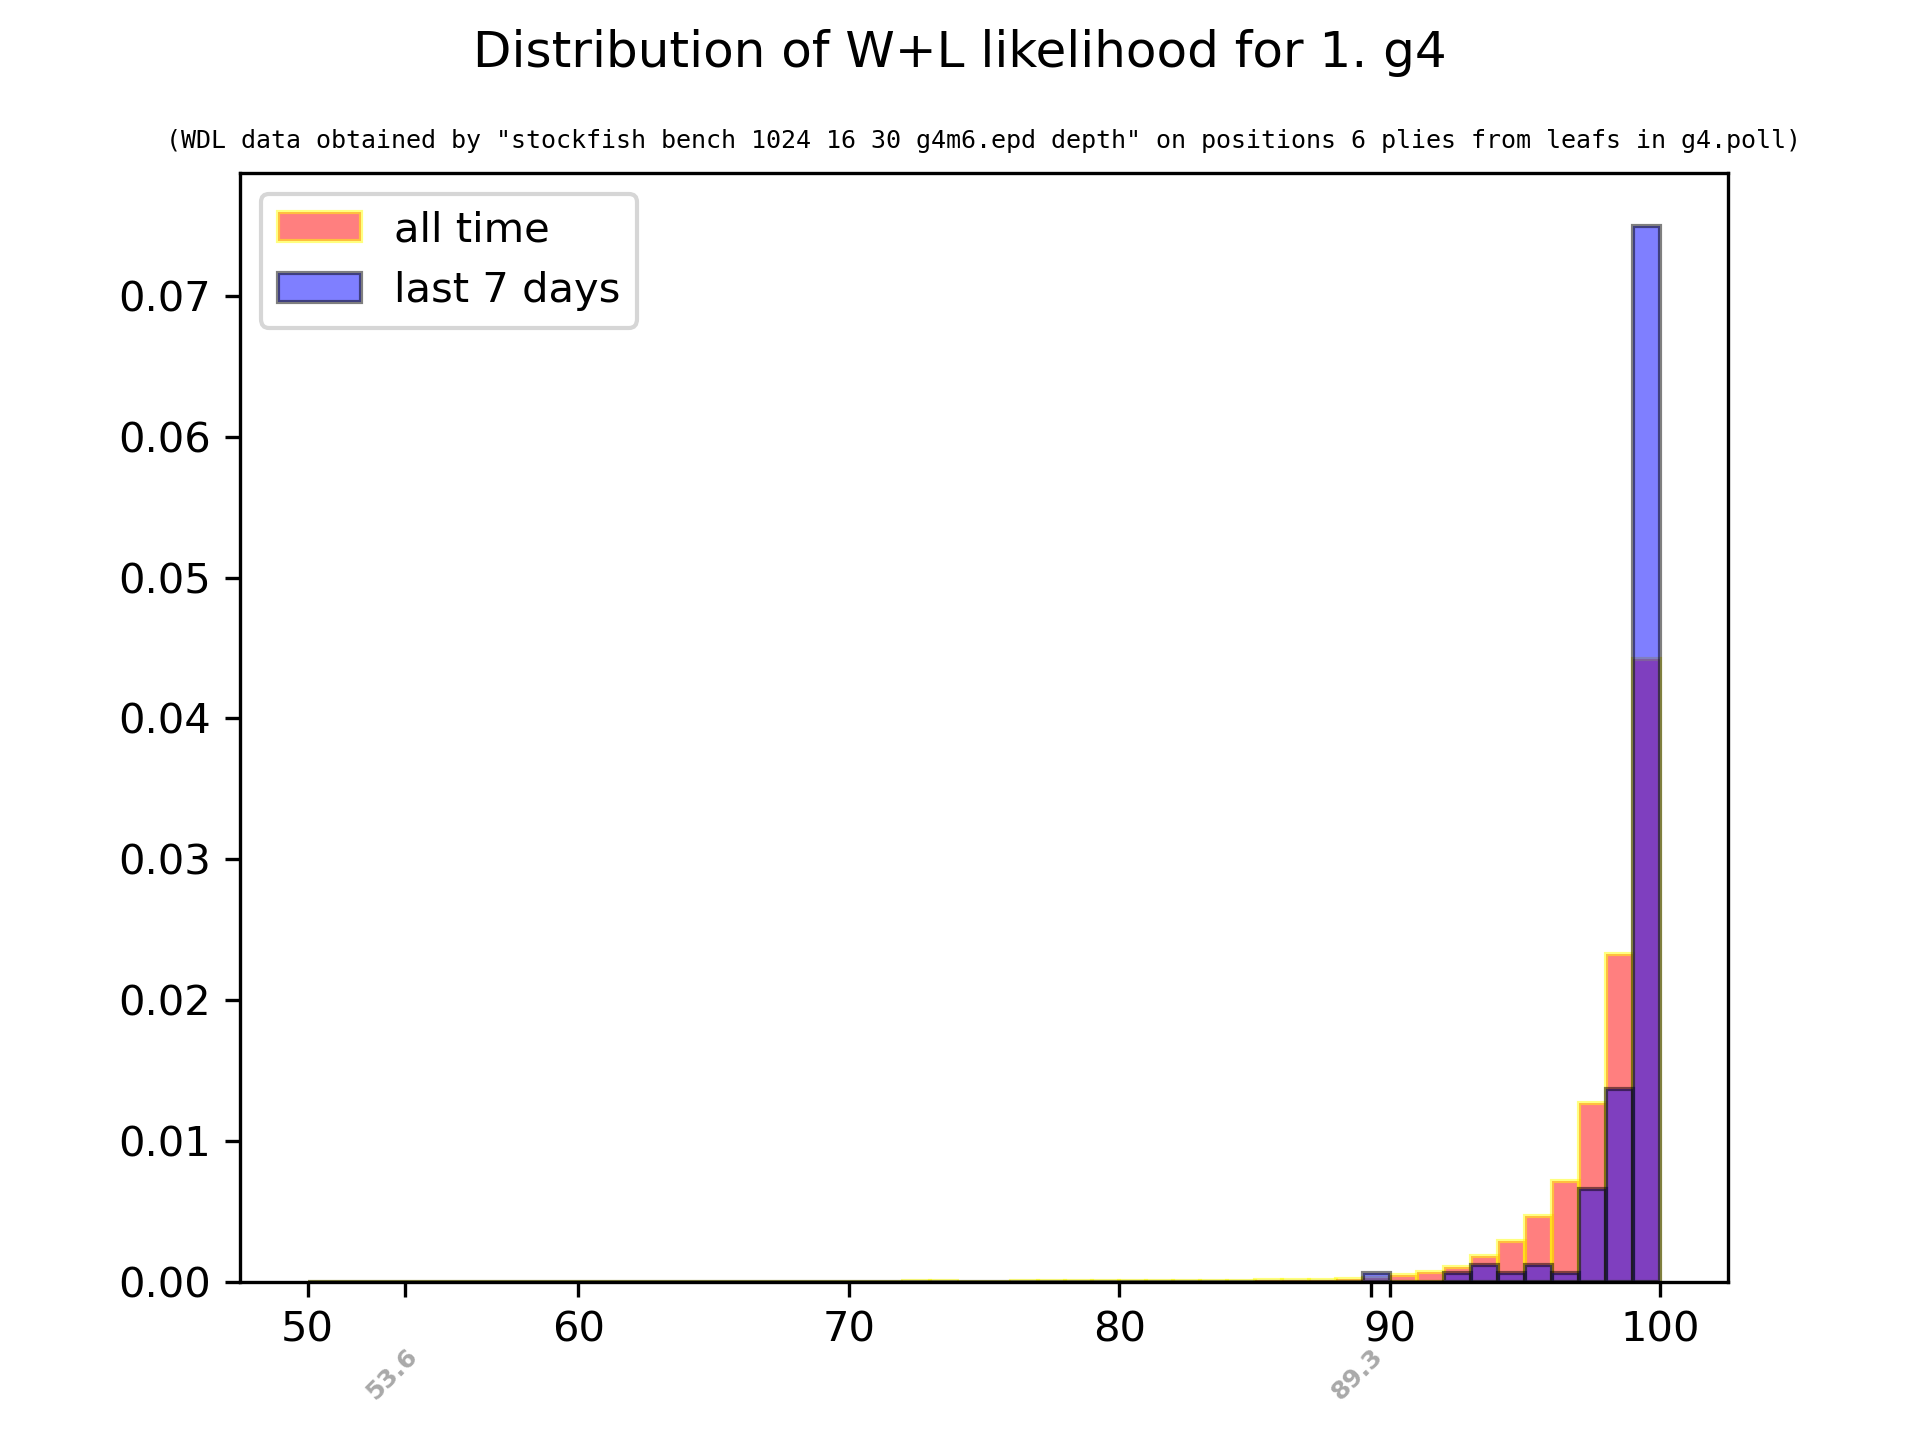 Distribution of W+L likelihood for 1. g4
(WDL data obtained by "stockfish bench 1024 16 30 g4m6.epd depth" on positions 6 plies from leafs in g4.poll)
all time
last 7 days
0.07
0.06
0.05
0.04
0.03
0.02
0.01
0.00
50 60 70 80 90 100
53.6 89.3